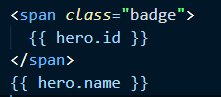 <span class="badge">
{{ hero.id }}
</span>
{{ hero.name }}